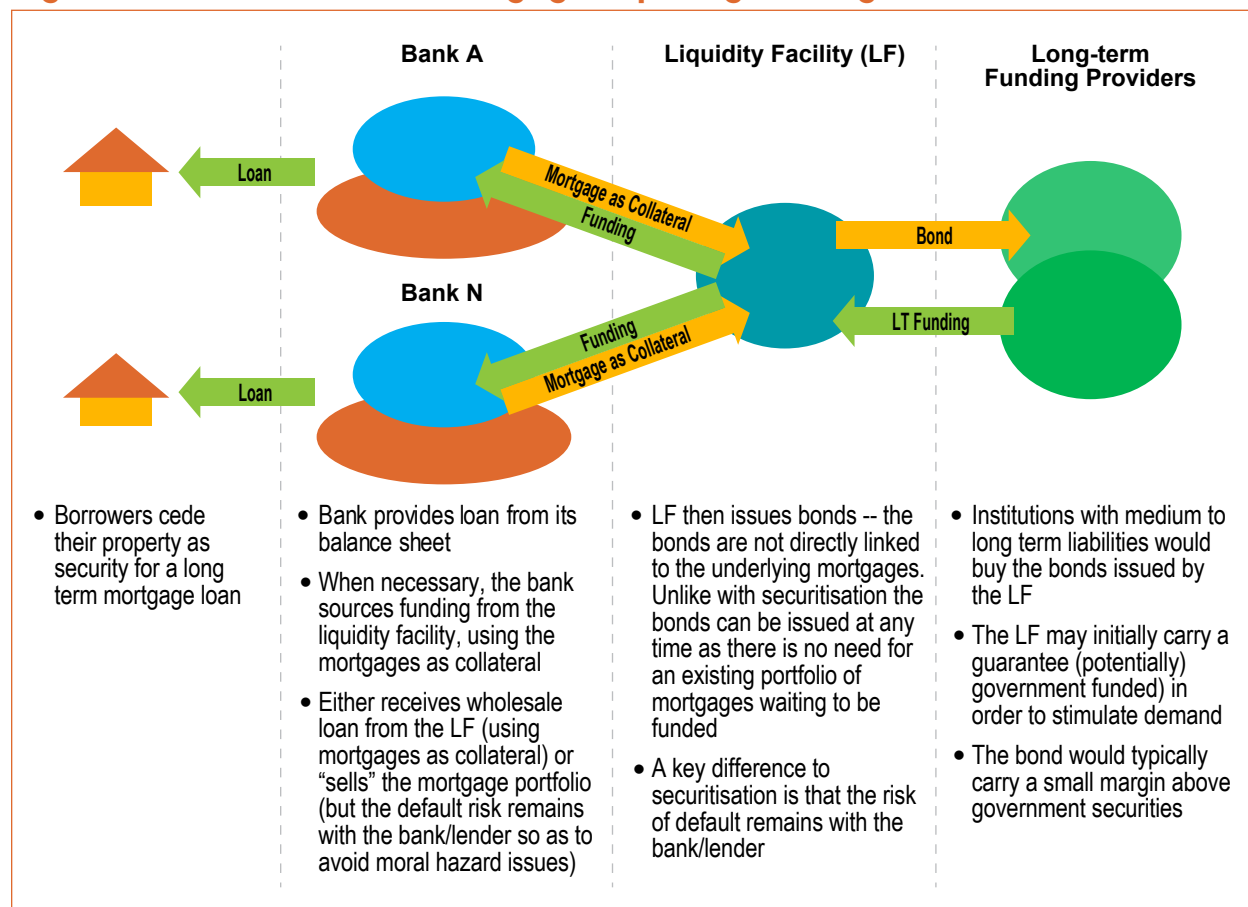 Bank A
Liquidity Facility (LF)
Long-term
Funding Providers
Loan
Mortgage as Collateral
Funding
Bond
Bank N
Funding
Mortgage as Collateral
LT Funding
Loan
• Borrowers cede
their property as
security for a long
term mortgage loan
• Bank provides loan from its
balance sheet
• When necessary, the bank
sources funding from the
liquidity facility, using the
mortgages as collateral
• Either receives wholesale
loan from the LF (using
mortgages as collateral) or
“sells” the mortgage portfolio
(but the default risk remains
with the bank/lender so as to
avoid moral hazard issues)
• LF then issues bonds -- the
bonds are not directly linked
to the underlying mortgages.
Unlike with securitisation the
bonds can be issued at any
time as there is no need for
an existing portfolio of
mortgages waiting to be
funded
• A key difference to
securitisation is that the risk
of default remains with the
bank/lender
• Institutions with medium to
long term liabilities would
buy the bonds issued by
the LF
• The LF may initially carry a
guarantee (potentially)
government funded) in
order to stimulate demand
• The bond would typically
carry a small margin above
government securities